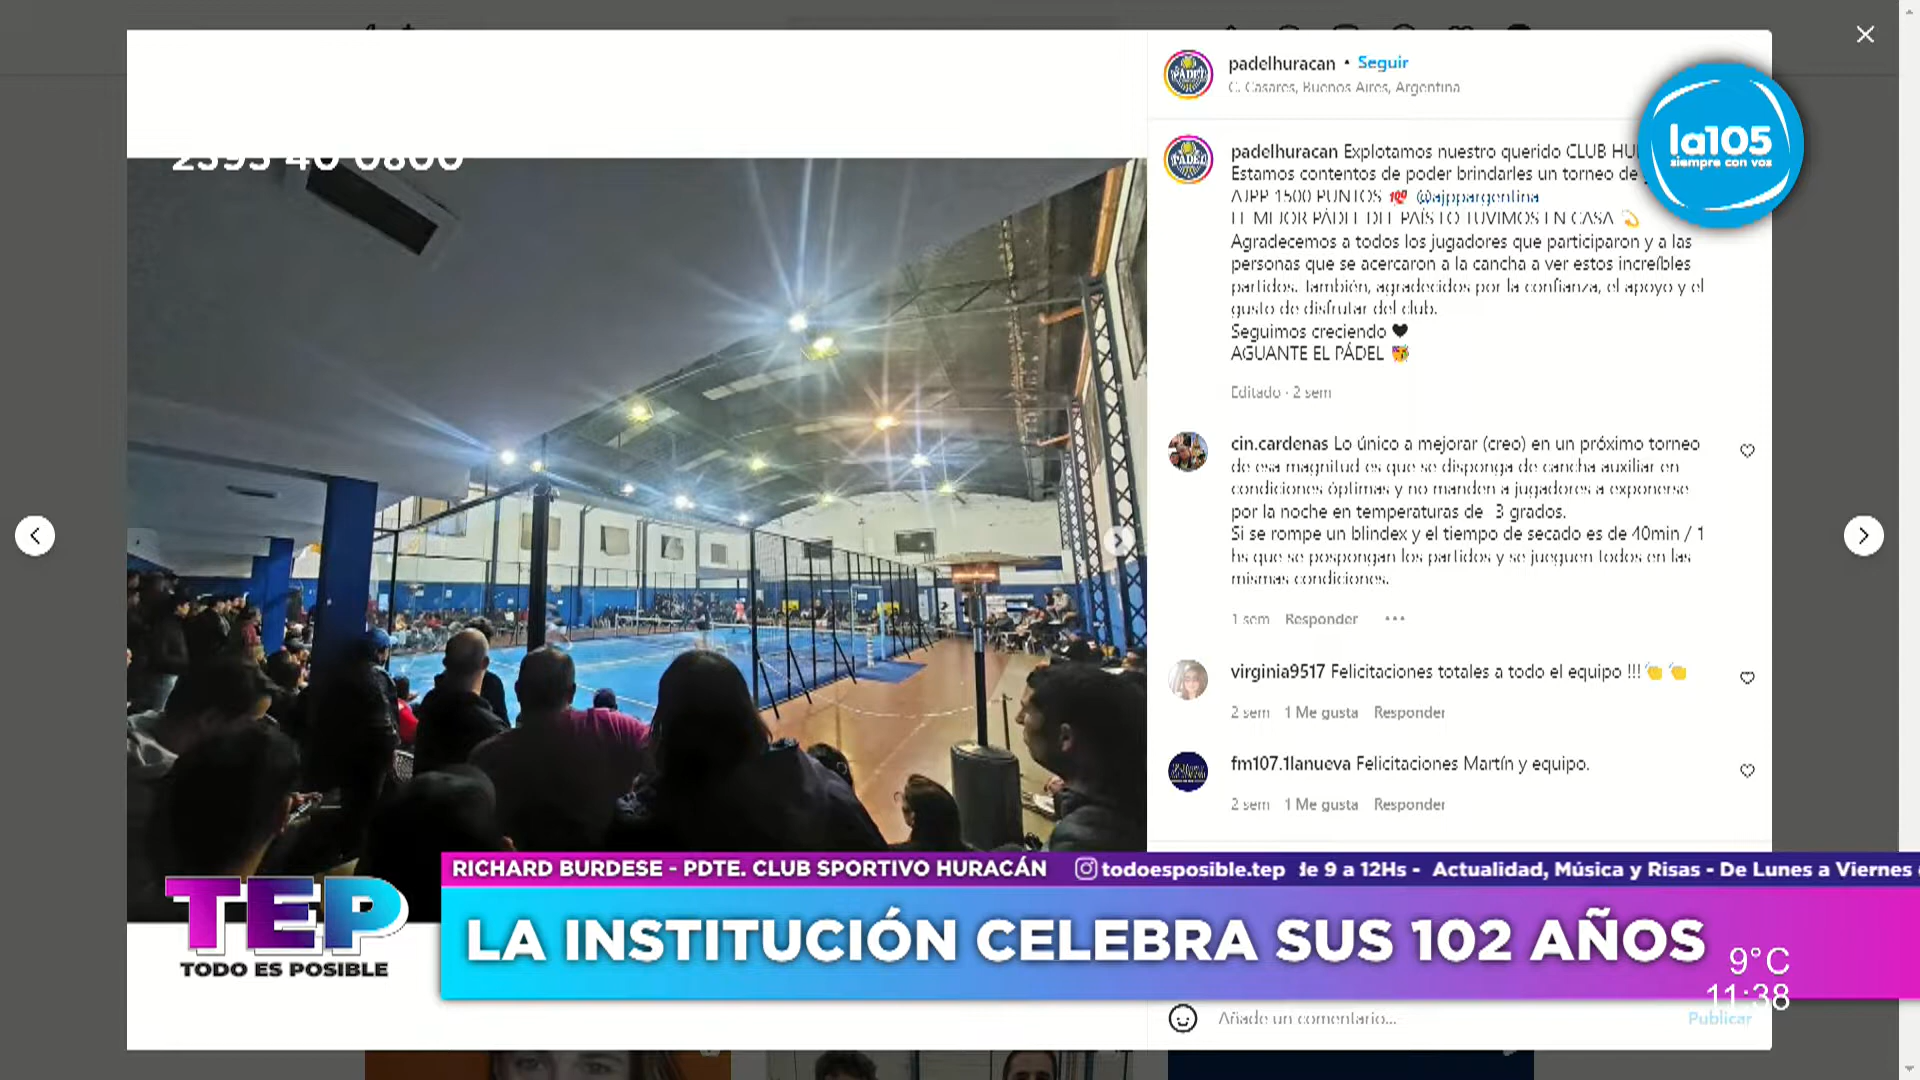 padelhuracan • Seguir
C. Casares, Buenos Aires, Argentina
la105
siempre con vos
2395 40 0800
padelhuracan Explotamos nuestro querido CLUB
Estamos contentos de poder brindarles un torneo de
AJPP 1500 PUNTOS 💯 @ajppargentina
EL MEJOR PÁDEL DEL PAÍS LO TUVIMOS EN CASA 💫
Agradecemos a todos los jugadores que participaron y a las
personas que se acercaron a la cancha a ver estos increíbles
partidos. También, agradecidos por la confianza, el apoyo y el
gusto de disfrutar del club.
Seguimos creciendo 🖤
AGUANTE EL PÁDEL
Editado · 2 sem
cin.cardenas Lo único a mejorar (creo) en un próximo torneo
de esa magnitud es que se disponga de cancha auxiliar en
condiciones óptimas y no manden a jugadores a exponerse
por la noche en temperaturas de 3 grados.
Si se rompe un blindex y el tiempo de secado es de 40min / 1
hs que se pospongan los partidos y se jueguen todos en las
mismas condiciones.
1 sem Responder •••
virginia9517 Felicitaciones totales a todo el equipo !!! 👏 👏
2 sem 1 Me gusta Responder
fm107.1lanueva Felicitaciones Martín y equipo.
2 sem 1 Me gusta Responder
RICHARD BURDESE - PDTE. CLUB SPORTIVO HURACÁN
todoesposible.tep de 9 a 12Hs - Actualidad, Música y Risas - De Lunes a Viernes
TEP
TODO ES POSIBLE
LA INSTITUCIÓN CELEBRA SUS 102 AÑOS
9°C
11:38
Añade un comentario... Publicar